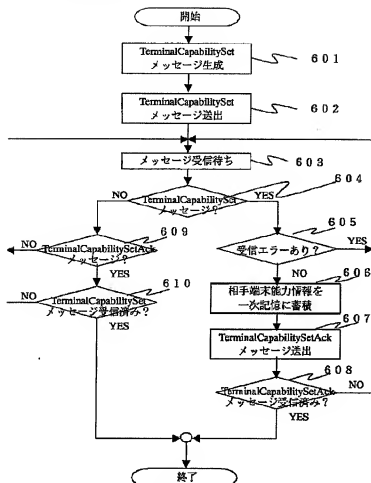 開始
TerminalCapabilitySet
メッセージ生成
601
TerminalCapabilitySet
メッセージ送出
602
メッセージ受信待ち
603
604
NO
YES
TerminalCapabilitySet
メッセージ?
609
605
NO
TerminalCapabilitySetAck
メッセージ?
受信エラーあり?
YES
YES
610
NO
606
NO
TerminalCapabilitySet
メッセージ受信済み?
相手端末能力情報を
一次記憶に蓄積
YES
607
TerminalCapabilitySetAck
メッセージ送出
608
TerminalCapabilitySetAck
メッセージ受信済み?
NO
YES
終了